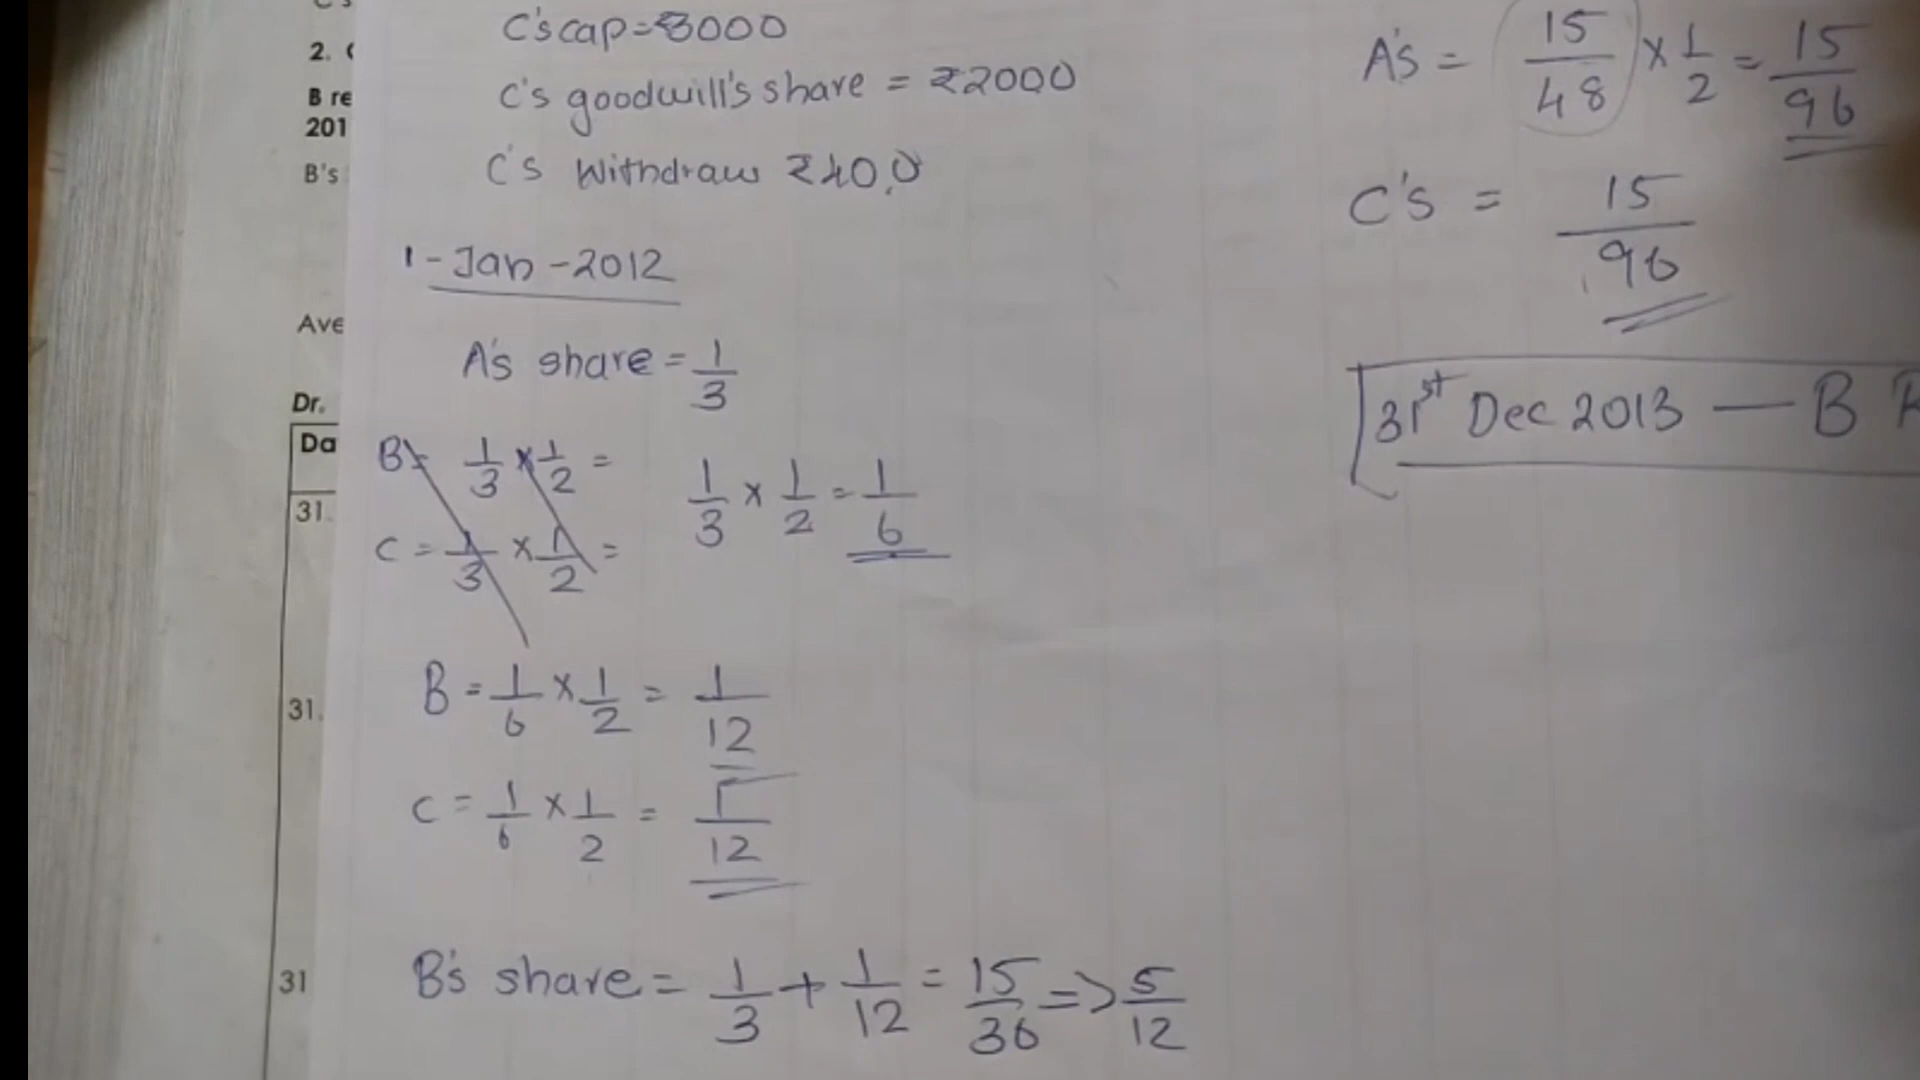 2.
B re
201
B's
Ave
Dr.
Da
31.
31.
31
C's cap = 8000
C's goodwill's share = ₹2000
C's Withdraw ₹400
1-Jan-2012
A's share = 1/3
B = 1/3 × 1/2 =
C = 1/3 × 1/2 =
1/3 × 1/2 = 1/6
B = 1/6 × 1/2 = 1/12
C = 1/6 × 1/2 = 1/12
B's share = 1/3 + 1/12 = 15/36 => 5/12
A's = 15/48 × 1/2 = 15/96
C's = 15/96
31st Dec 2013 — B